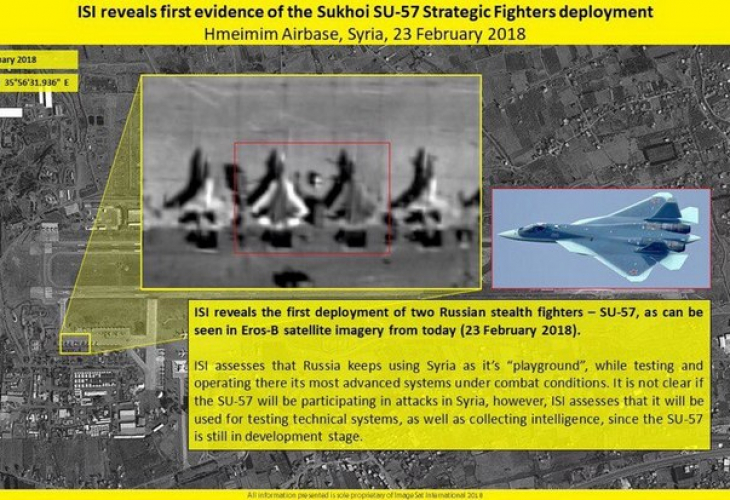 ISI reveals first evidence of the Sukhoi SU-57 Strategic Fighters deployment
Hmeimim Airbase, Syria, 23 February 2018
uary 2018
35°56'31.936" E
ISI reveals the first deployment of two Russian stealth fighters – SU-57, as can be
seen in Eros-B satellite imagery from today (23 February 2018).
ISI assesses that Russia keeps using Syria as it's "playground", while testing and
operating there its most advanced systems under combat conditions. It is not clear if
the SU-57 will be participating in attacks in Syria, however, ISI assesses that it will be
used for testing technical systems, as well as collecting intelligence, since the SU-57
is still in development stage.
All information presented is sole proprietary of ImageSat International 2018